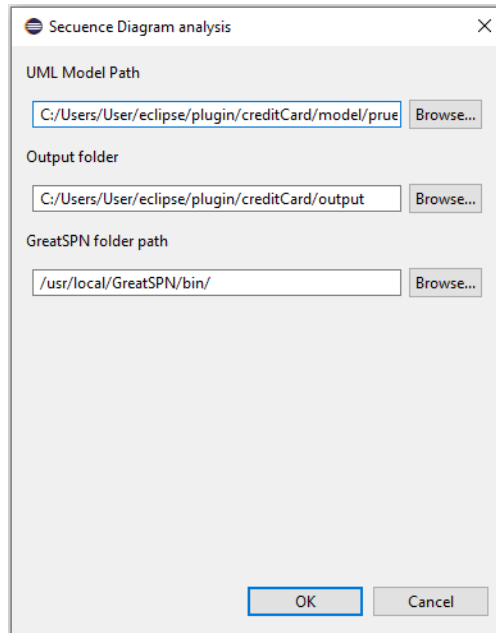 Secuence Diagram analysis
UML Model Path
C:/Users/User/eclipse/plugin/creditCard/model/prue
Browse...
Output folder
C:/Users/User/eclipse/plugin/creditCard/output
Browse...
GreatSPN folder path
/usr/local/GreatSPN/bin/
Browse...
OK
Cancel